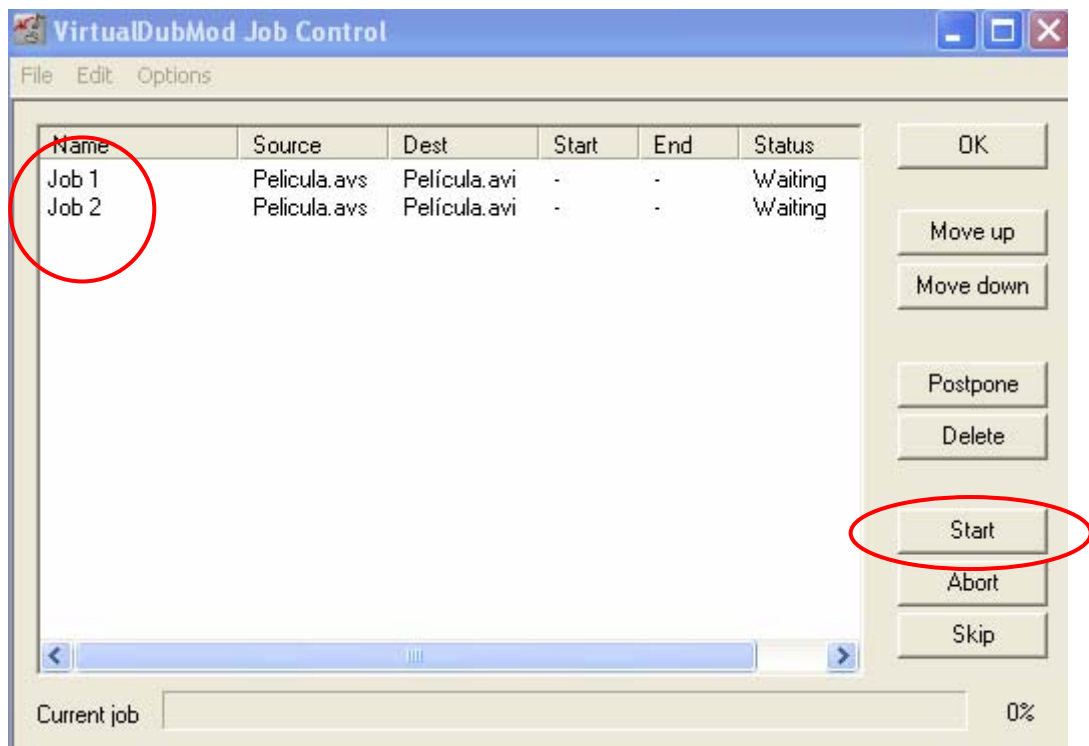 VirtualDubMod Job Control
File Edit Options
Name Source Dest Start End Status
Job 1 Pelicula.avs Película.avi - - Waiting
Job 2 Pelicula.avs Película.avi - - Waiting
OK
Move up
Move down
Postpone
Delete
Start
Abort
Skip
Current job 0%